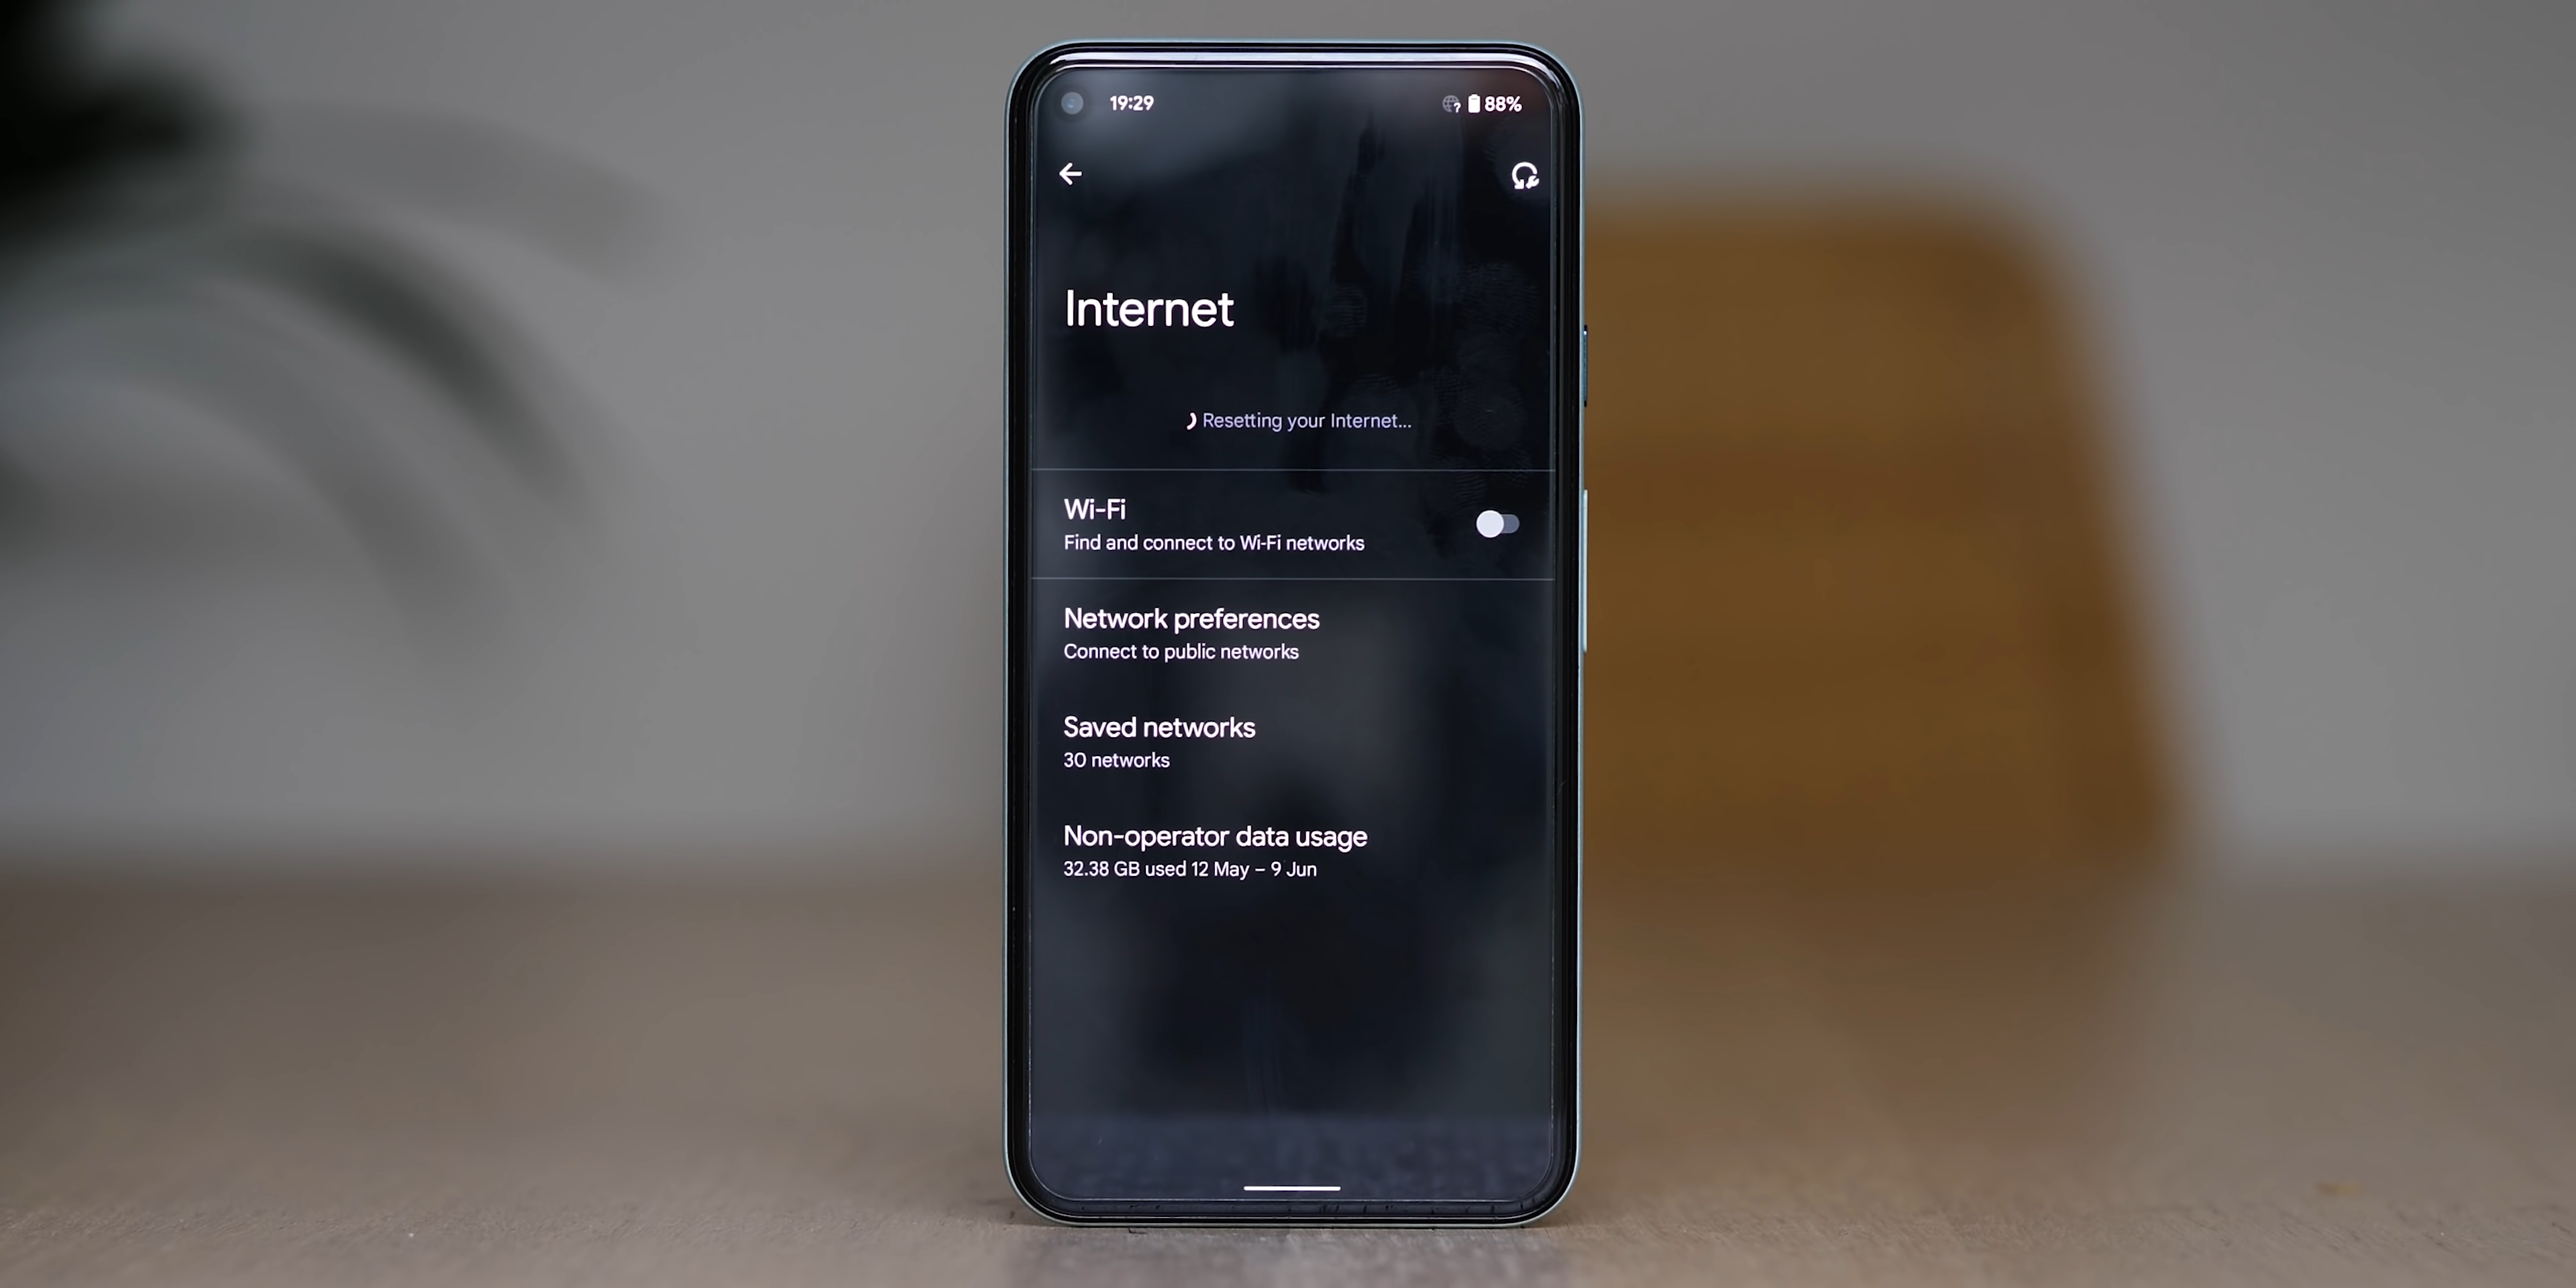 19:29 88%
Internet
Resetting your Internet...
Wi-Fi
Find and connect to Wi-Fi networks
Network preferences
Connect to public networks
Saved networks
30 networks
Non-operator data usage
32.38 GB used 12 May – 9 Jun